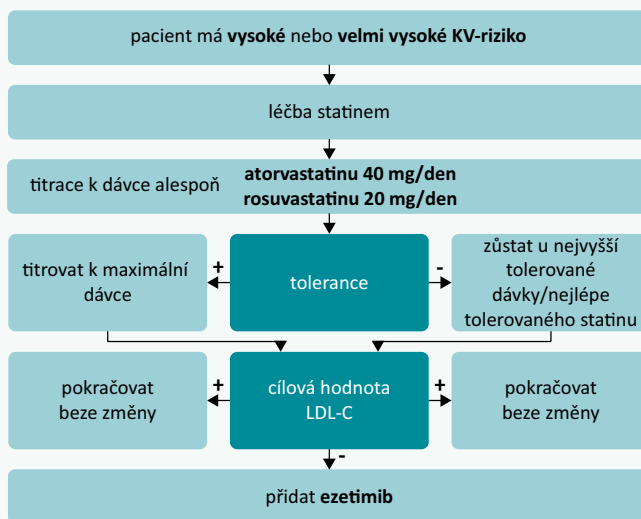 pacient má vysoké nebo velmi vysoké KV-riziko
léčba statinem
titrace k dávce alespoň
atorvastatinu 40 mg/den
rosuvastatinu 20 mg/den
titrovat k maximální
dávce
+
tolerance
-
zůstat u nejvyšší
tolerované
dávky/nejlépe
tolerovaného statinu
pokračovat
beze změny
+
cílová hodnota
LDL-C
+
pokračovat
beze změny
-
přidat ezetimib